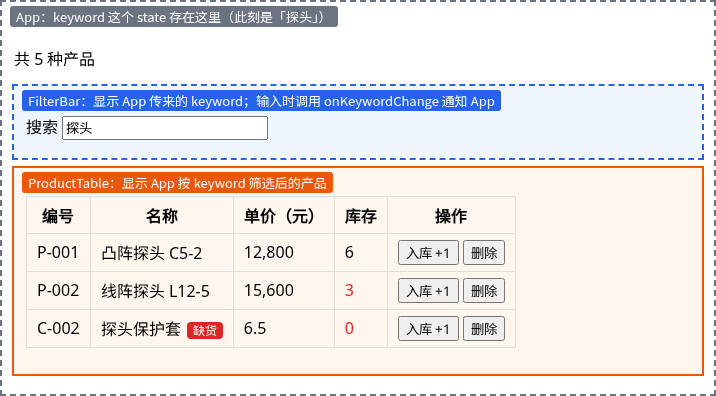 App：keyword 这个 state 存在这里（此刻是「探头」）
共 5 种产品
FilterBar：显示 App 传来的 keyword；输入时调用 onKeywordChange 通知 App
搜索 探头
ProductTable：显示 App 按 keyword 筛选后的产品
编号 名称 单价（元） 库存 操作
P-001 凸阵探头 C5-2 12,800 6 入库 +1 删除
P-002 线阵探头 L12-5 15,600 3 入库 +1 删除
C-002 探头保护套 缺货 6.5 0 入库 +1 删除